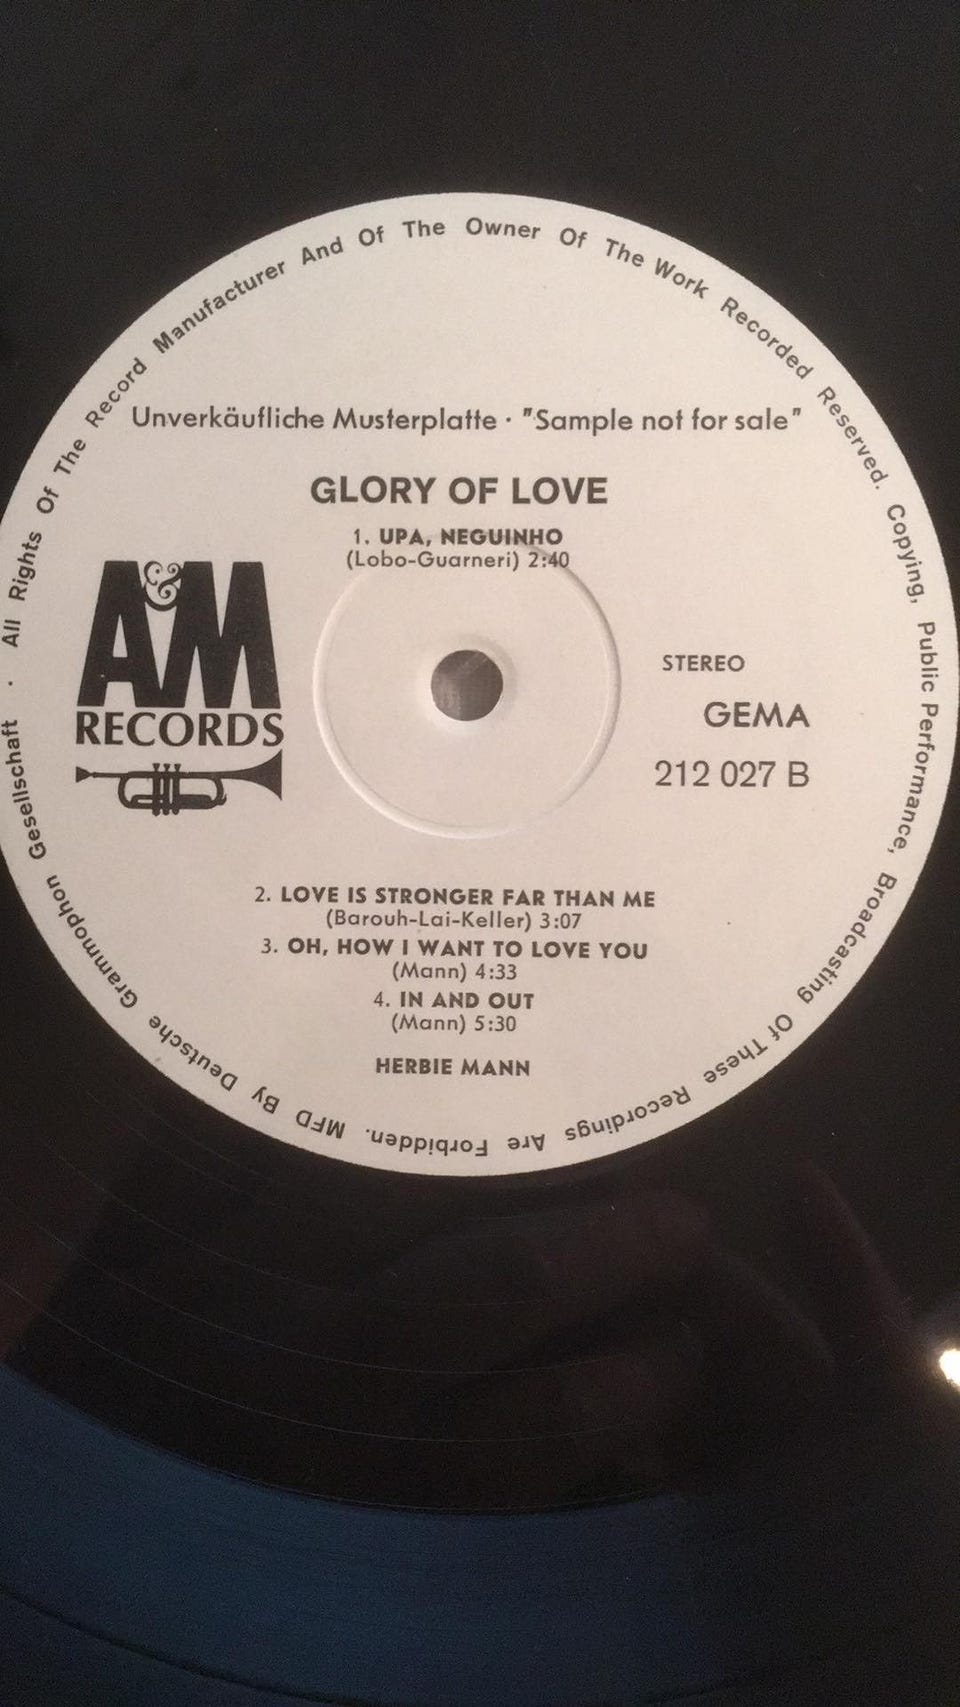 All Rights Of The Record Manufacturer And Of The Owner Of The Work Recorded Reserved. Copying, Public Performance, Broadcasting Of These Recordings Are Forbidden. MFD By Deutsche Grammophon Gesellschaft ·
Unverkäufliche Musterplatte · "Sample not for sale"
GLORY OF LOVE
1. UPA, NEGUINHO
(Lobo-Guarneri) 2:40
A&M
RECORDS
STEREO
GEMA
212 027 B
2. LOVE IS STRONGER FAR THAN ME
(Barouh-Lai-Keller) 3:07
3. OH, HOW I WANT TO LOVE YOU
(Mann) 4:33
4. IN AND OUT
(Mann) 5:30
HERBIE MANN